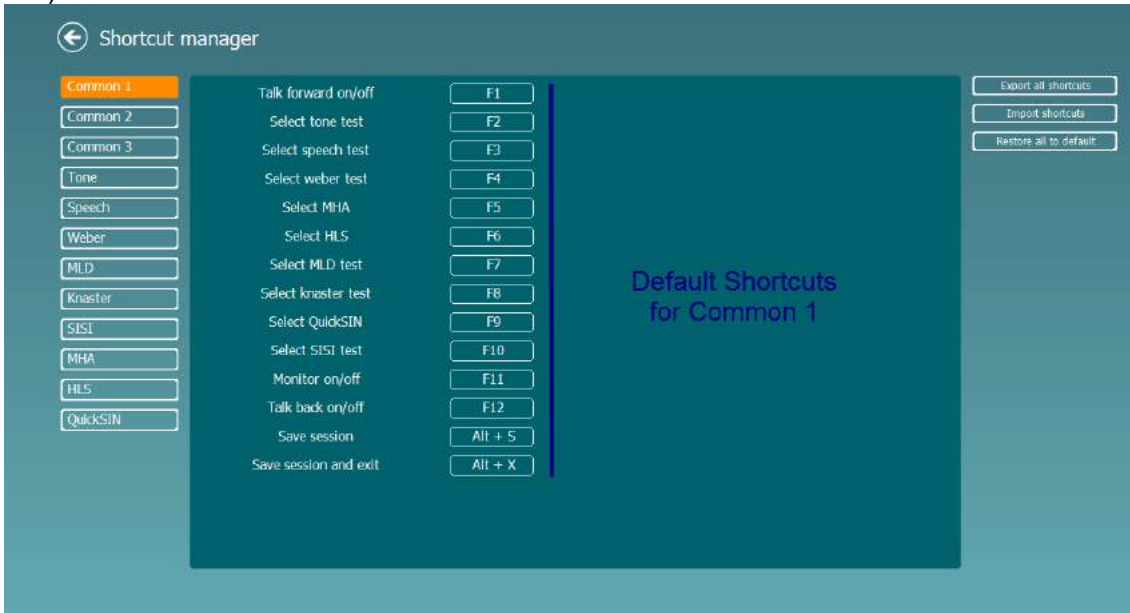 Shortcut manager
Common 1
Common 2
Common 3
Tone
Speech
Weber
MLD
Knaster
SISI
MHA
HLS
QuickSIN
Talk forward on/off F1
Select tone test F2
Select speech test F3
Select weber test F4
Select MHA F5
Select HLS F6
Select MLD test F7
Select knaster test F8
Select QuickSIN F9
Select SISI test F10
Monitor on/off F11
Talk back on/off F12
Save session Alt + S
Save session and exit Alt + X
Default Shortcuts
for Common 1
Export all shortcuts
Import shortcuts
Restore all to default